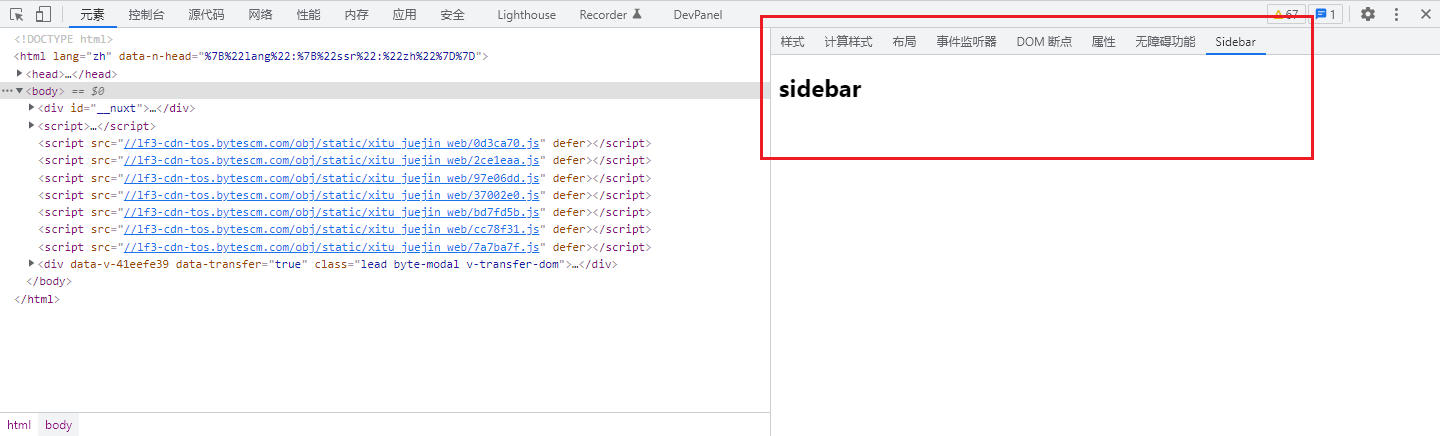 元素 控制台 源代码 网络 性能 内存 应用 安全 Lighthouse Recorder DevPanel 67 1
<!DOCTYPE html>
<html lang="zh" data-n-head="%7B%22lang%22:%7B%22ssr%22:%22zh%22%7D%7D">
<head>…</head>
<body> == $0
<div id="__nuxt">…</div>
<script>…</script>
<script src="//lf3-cdn-tos.bytescm.com/obj/static/xitu_juejin_web/0d3ca70.js" defer></script>
<script src="//lf3-cdn-tos.bytescm.com/obj/static/xitu_juejin_web/2ce1eaa.js" defer></script>
<script src="//lf3-cdn-tos.bytescm.com/obj/static/xitu_juejin_web/97e06dd.js" defer></script>
<script src="//lf3-cdn-tos.bytescm.com/obj/static/xitu_juejin_web/37002e0.js" defer></script>
<script src="//lf3-cdn-tos.bytescm.com/obj/static/xitu_juejin_web/bd7fd5b.js" defer></script>
<script src="//lf3-cdn-tos.bytescm.com/obj/static/xitu_juejin_web/cc78f31.js" defer></script>
<script src="//lf3-cdn-tos.bytescm.com/obj/static/xitu_juejin_web/7a7ba7f.js" defer></script>
<div data-v-41eefe39 data-transfer="true" class="lead byte-modal v-transfer-dom">…</div>
</body>
</html>
html body
样式 计算样式 布局 事件监听器 DOM 断点 属性 无障碍功能 Sidebar
sidebar